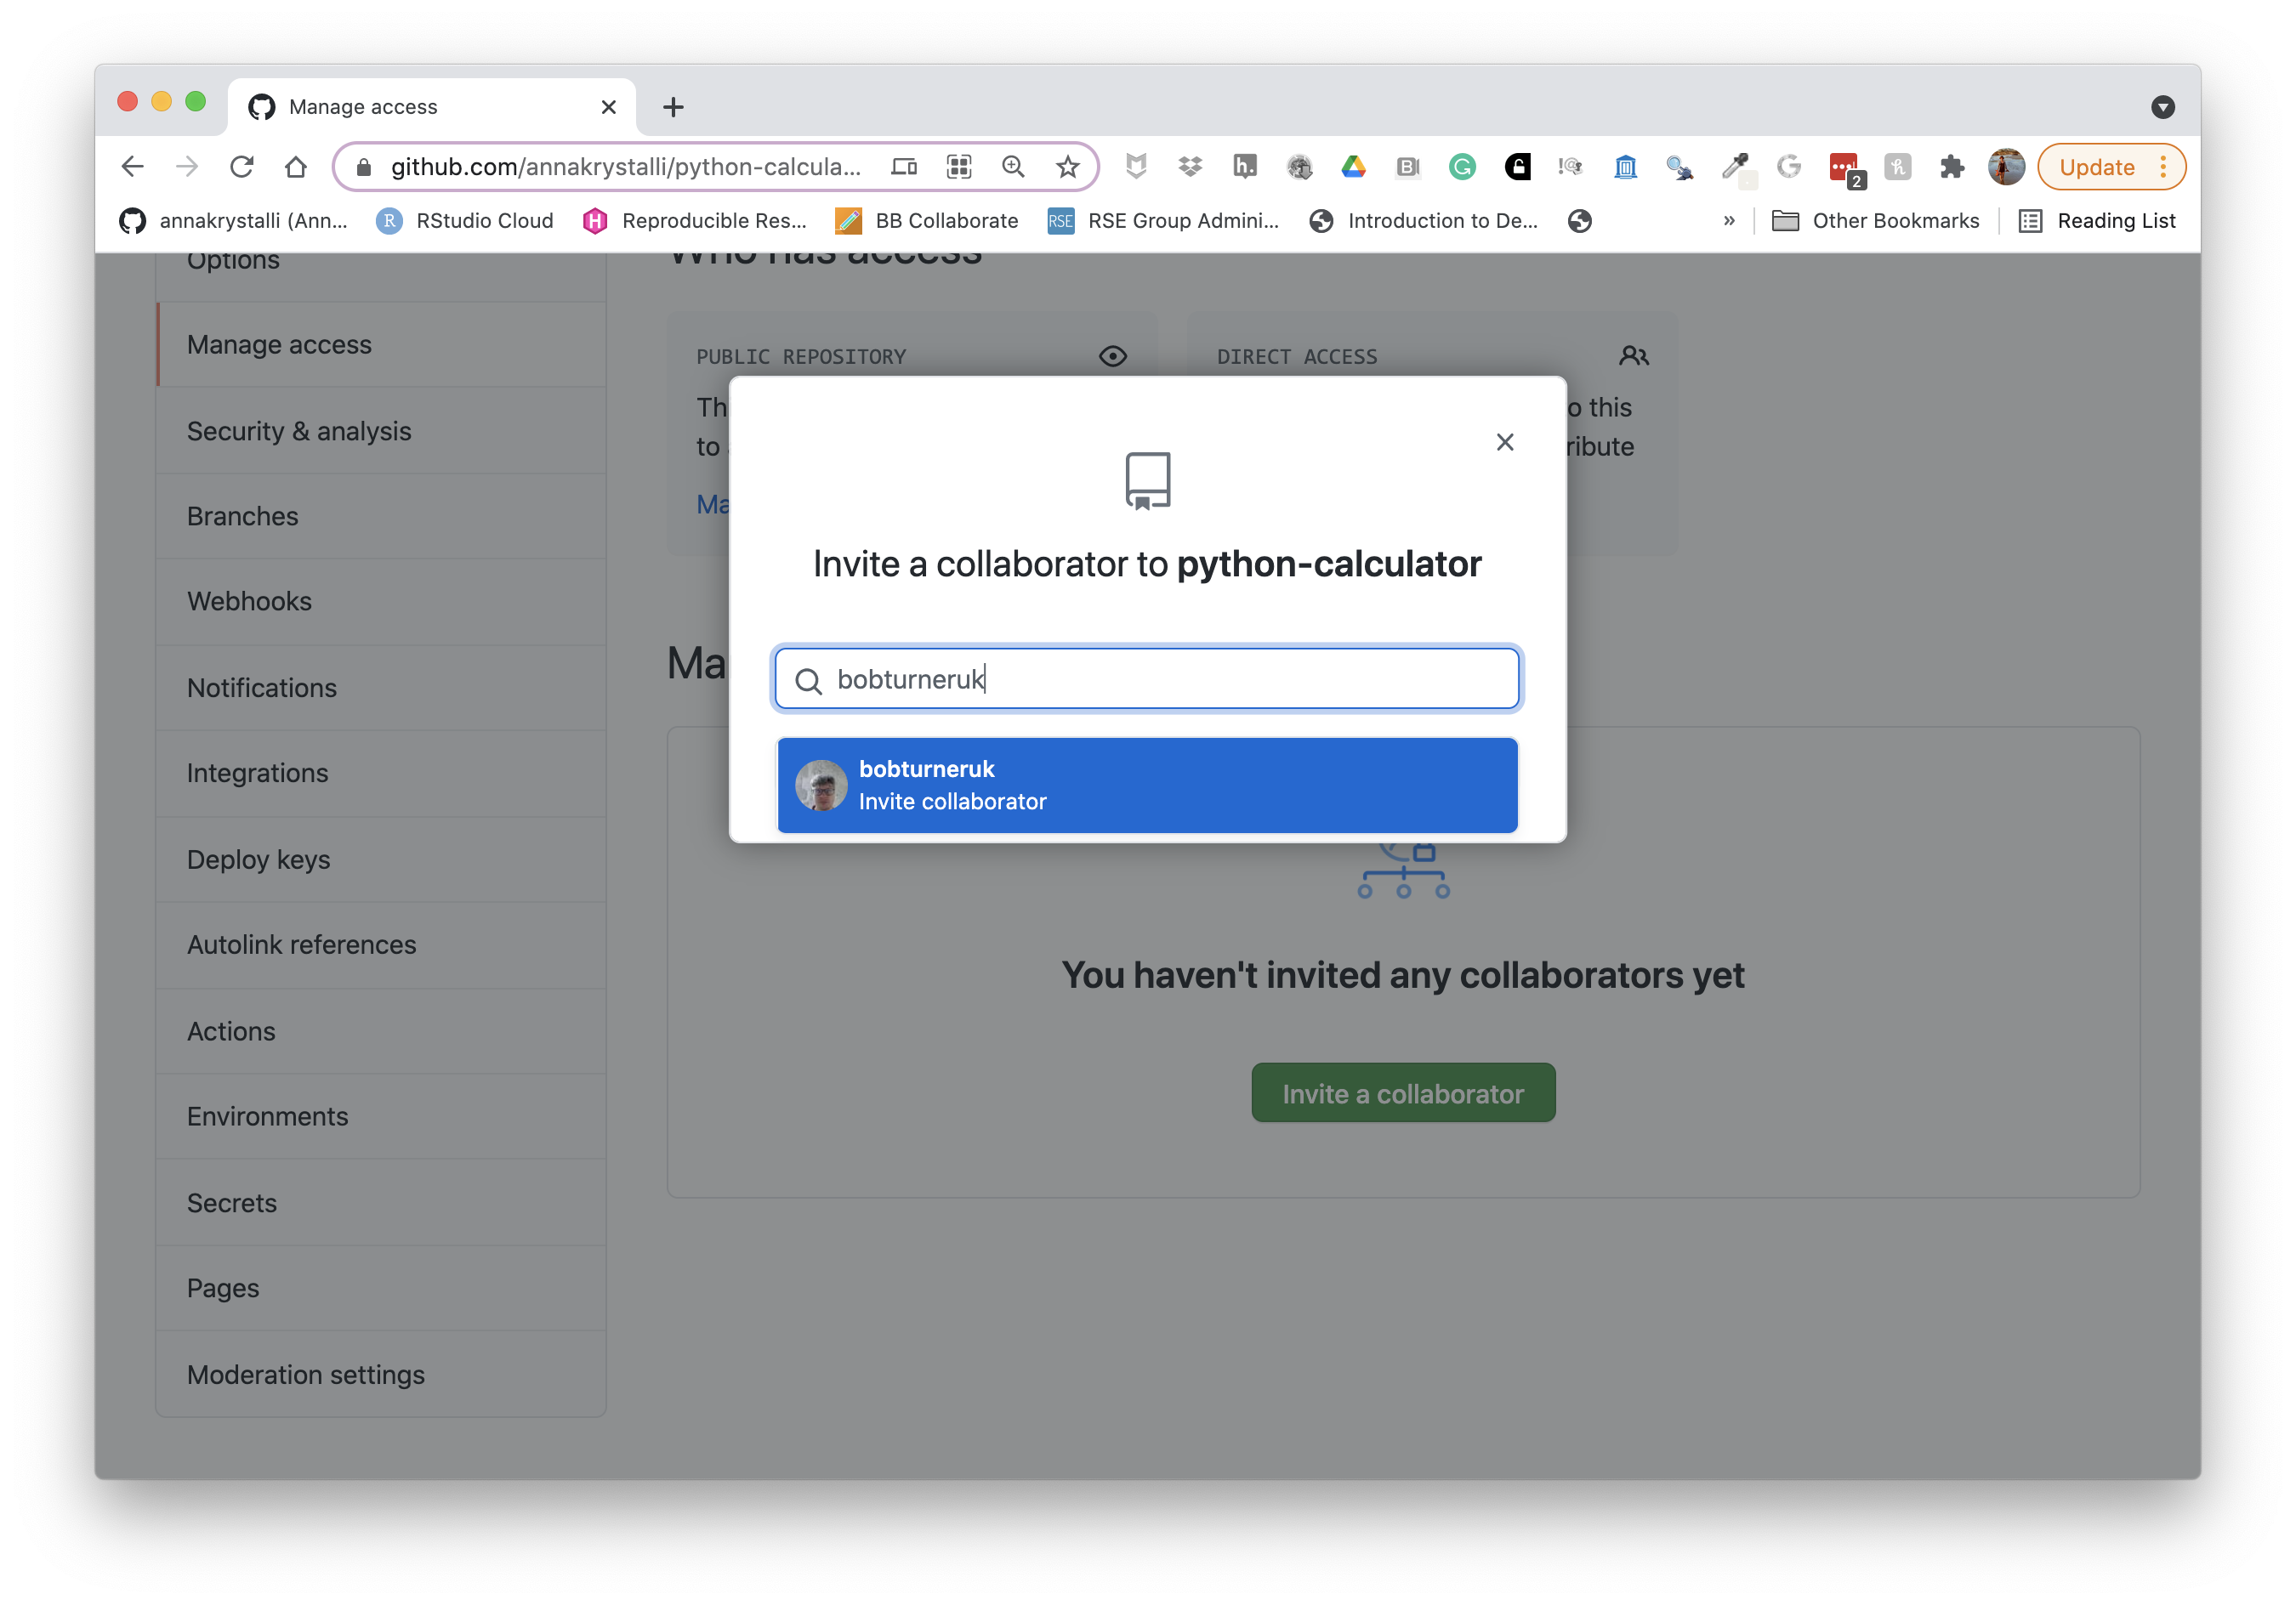 Manage access
github.com/annakrystalli/python-calcula...
2
Update
annakrystalli (Ann...
RStudio Cloud
Reproducible Res...
BB Collaborate
RSE
RSE Group Admini...
Introduction to De...
»
Other Bookmarks
Reading List
Options
Manage access
Security & analysis
Branches
Webhooks
Notifications
Integrations
Deploy keys
Autolink references
Actions
Environments
Secrets
Pages
Moderation settings
Who has access
PUBLIC REPOSITORY
Th
to
Ma
DIRECT ACCESS
o this
ribute
Ma
Invite a collaborator to python-calculator
bobturneruk
bobturneruk
Invite collaborator
You haven't invited any collaborators yet
Invite a collaborator